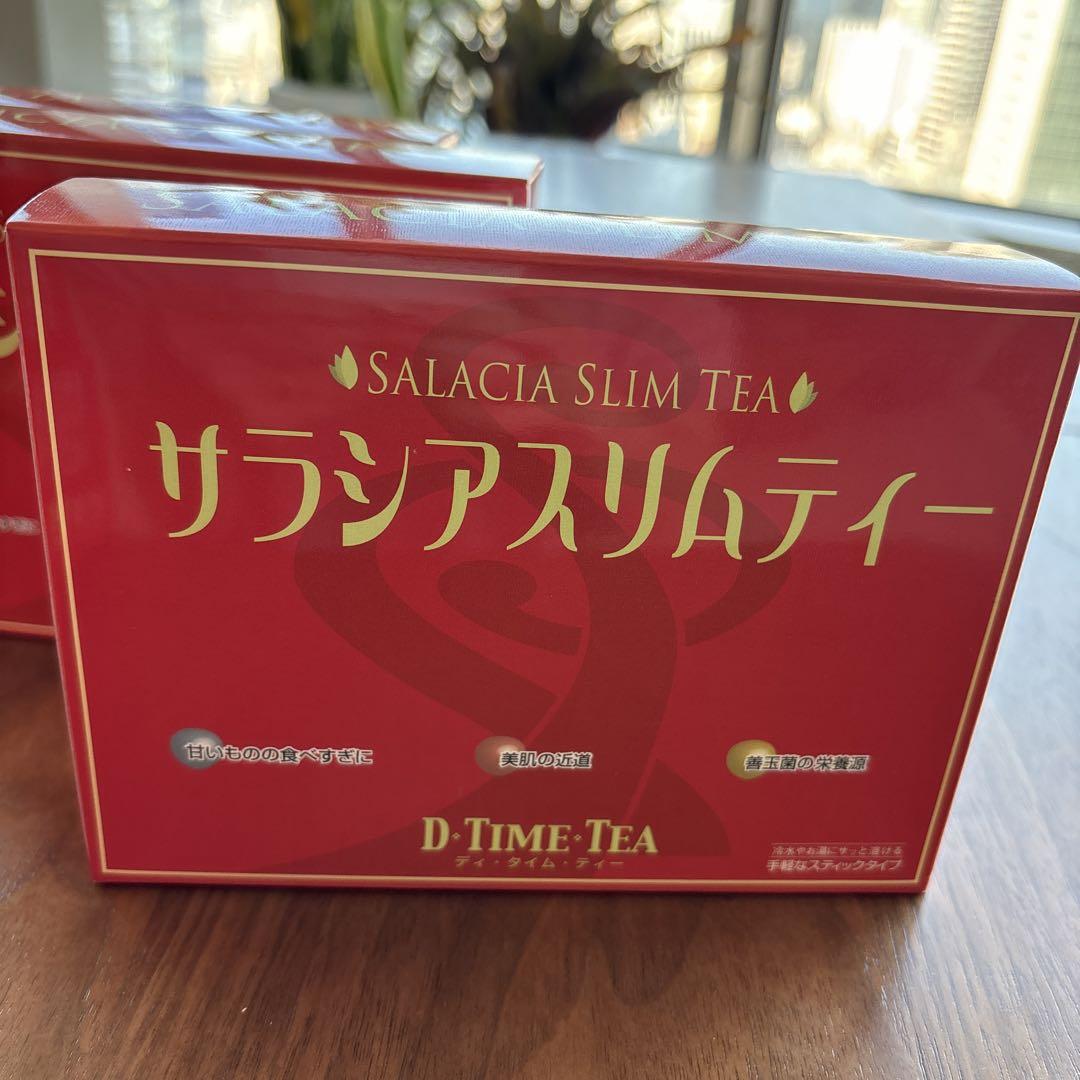 SALACIA SLIM TEA
サラシアスリムティー
甘いものの食べすぎに
美肌の近道
善玉菌の栄養源
D・TIME・TEA
ディ・タイム・ティー
冷水やお湯にサッと溶ける
手軽なスティックタイプ